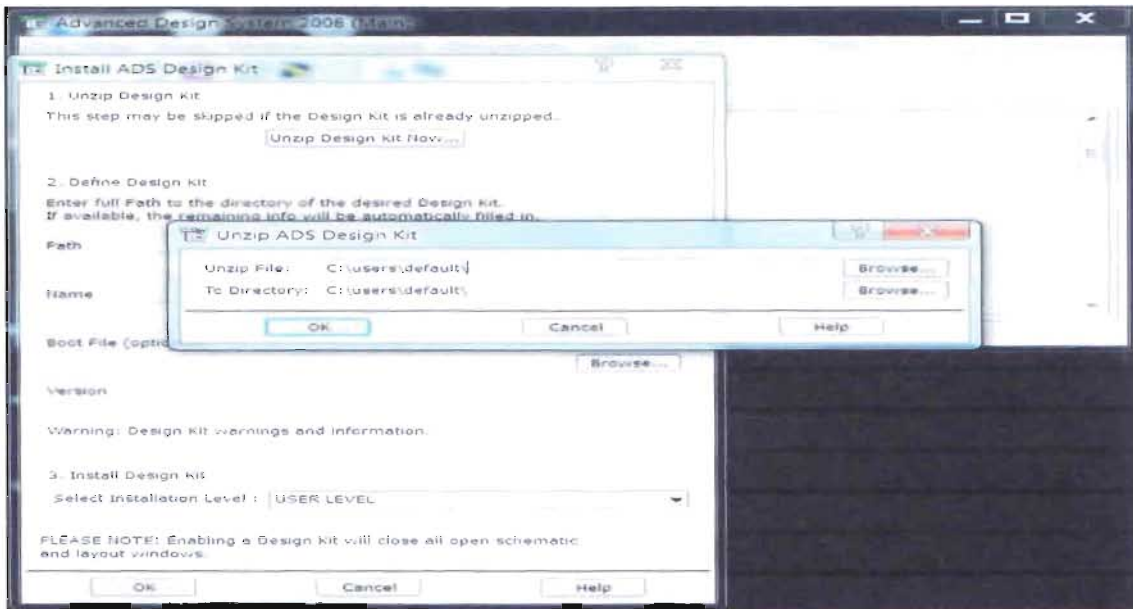 Advanced Design System 2008 (Main)
Install ADS Design Kit
1. Unzip Design Kit
This step may be skipped if the Design Kit is already unzipped.
Unzip Design Kit Now...
2. Define Design Kit
Enter full Path to the directory of the desired Design Kit.
If available, the remaining info will be automatically filled in.
Path
Unzip ADS Design Kit
Unzip File: C:\users\default\
Browse...
To Directory: C:\users\default\
Browse...
OK Cancel Help
Name
Boot File (optio
Browse...
Version
Warning: Design Kit warnings and information.
3. Install Design Kit
Select Installation Level : USER LEVEL
PLEASE NOTE: Enabling a Design Kit will close all open schematic
and layout windows.
OK Cancel Help